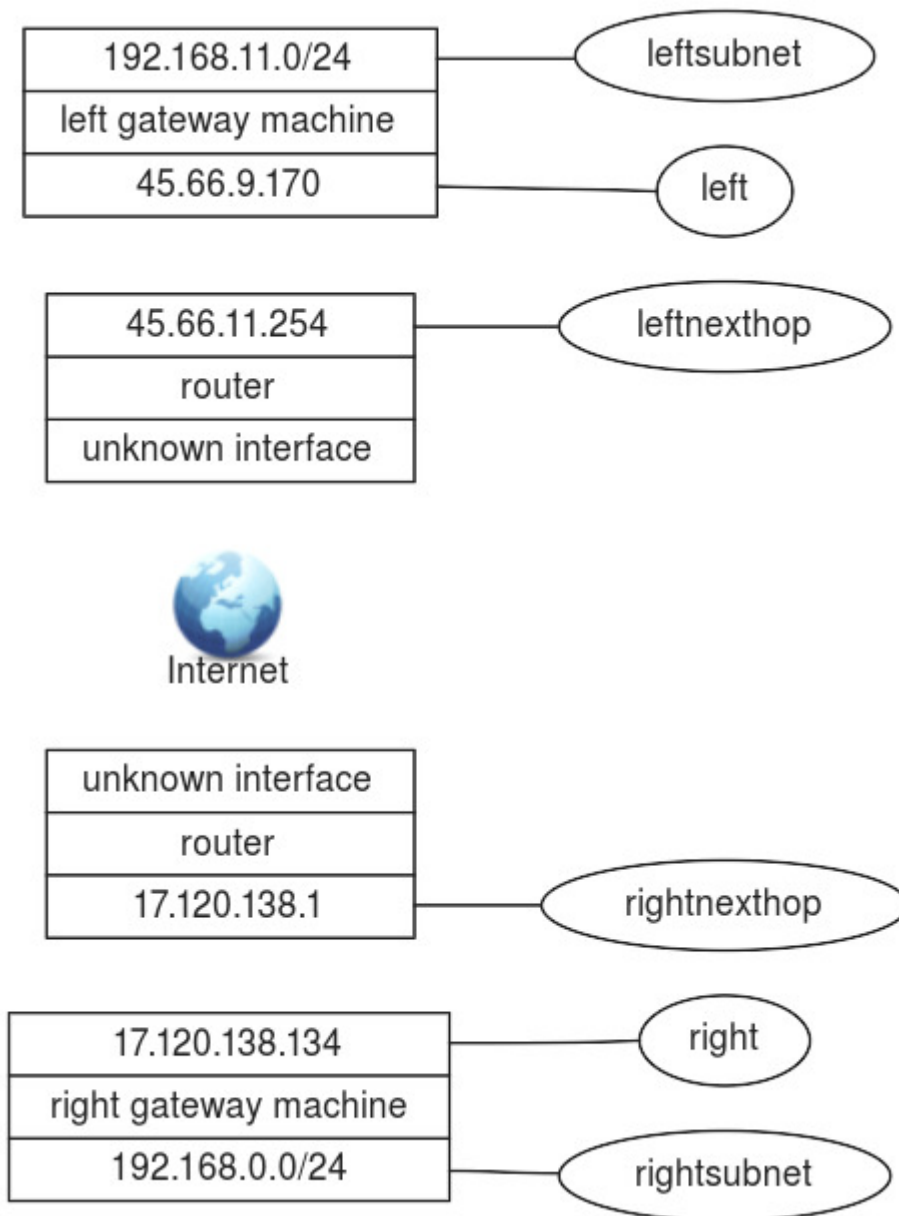 192.168.11.0/24
leftsubnet
left gateway machine
45.66.9.170
left
45.66.11.254
leftnexthop
router
unknown interface
Internet
unknown interface
router
17.120.138.1
rightnexthop
17.120.138.134
right
right gateway machine
192.168.0.0/24
rightsubnet